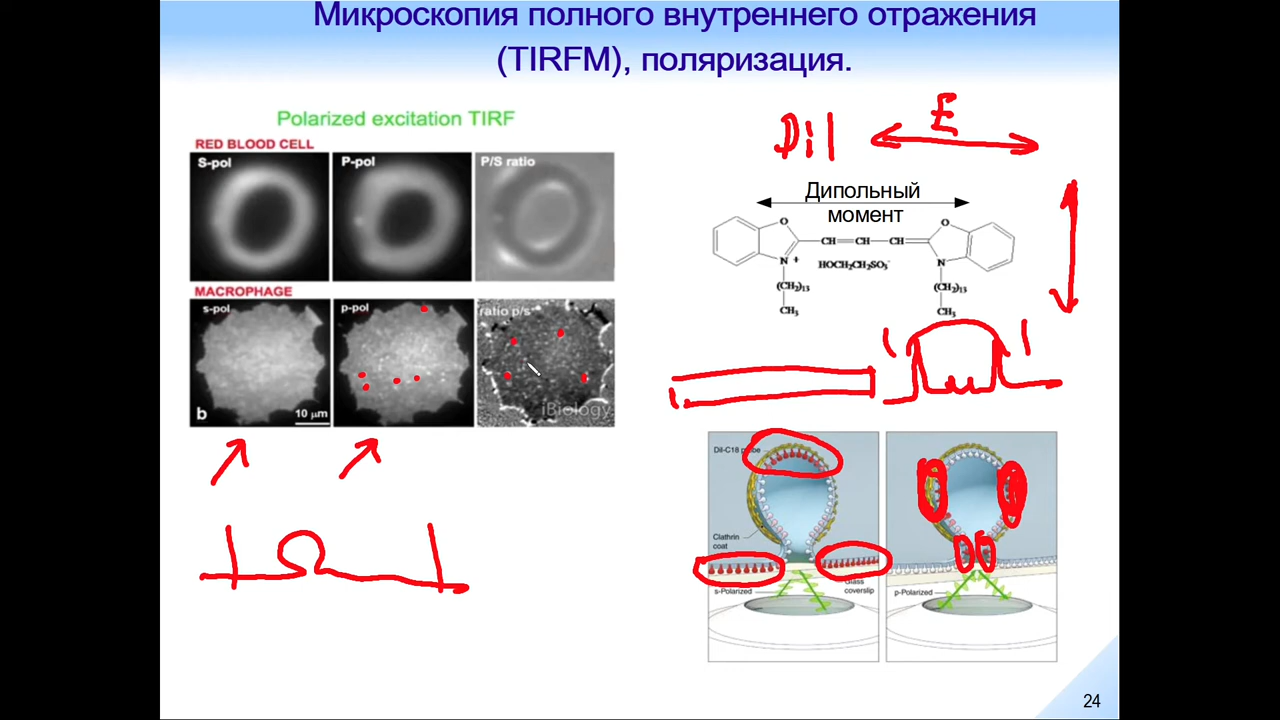 Микроскопия полного внутреннего отражения
(TIRFM), поляризация.
Polarized excitation TIRF
RED BLOOD CELL
S-pol
P-pol
P/S ratio
MACROPHAGE
s-pol
p-pol
ratio p/s
b
10 µm
iBiology
DiI
E
Дипольный
момент
O
O
CH
CH
CH
N
+
HOCH₂CH₂SO₃⁻
N
(CH₂)₁₃
(CH₂)₁₃
CH₃
CH₃
DiI-C18 probe
Clathrin
coat
Glass
coverslip
s-Polarized
p-Polarized
24